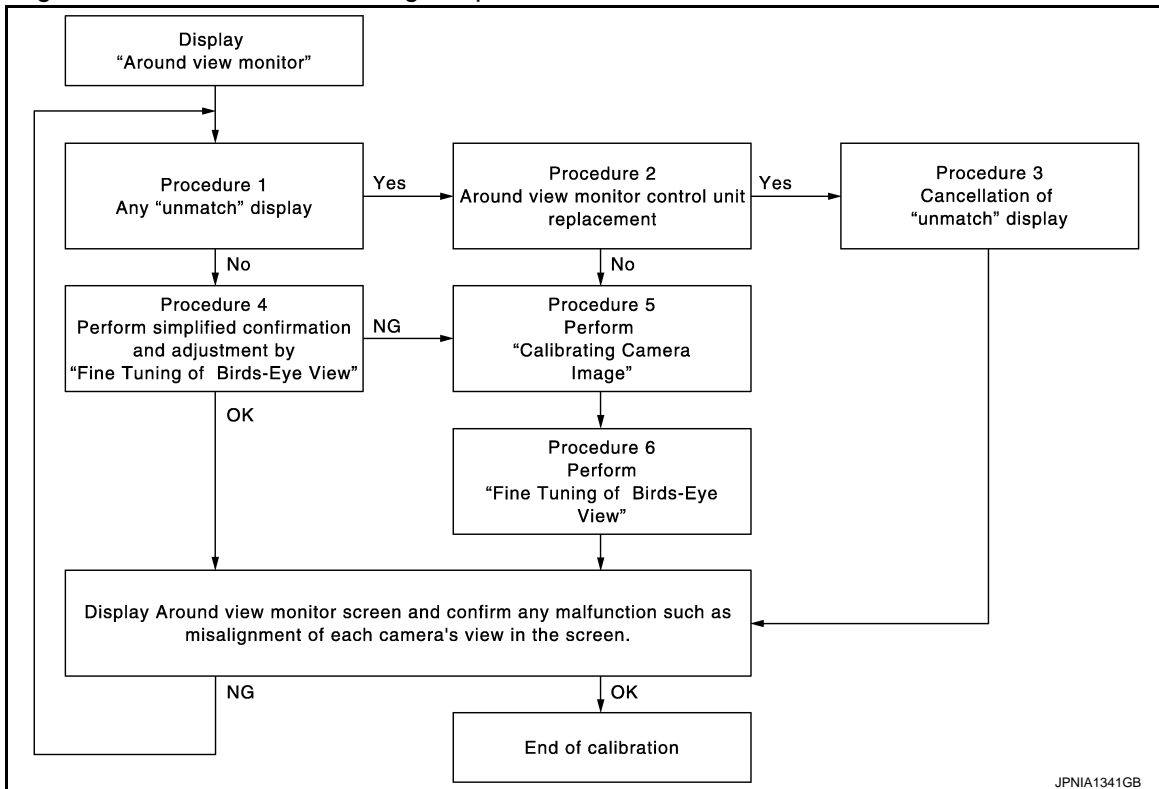 Display
“Around view monitor”
Procedure 1
Any “unmatch” display
Yes
Procedure 2
Around view monitor control unit
replacement
Yes
Procedure 3
Cancellation of
“unmatch” display
No
No
Procedure 4
Perform simplified confirmation
and adjustment by
“Fine Tuning of Birds-Eye View”
NG
Procedure 5
Perform
“Calibrating Camera
Image”
OK
Procedure 6
Perform
“Fine Tuning of Birds-Eye
View”
Display Around view monitor screen and confirm any malfunction such as
misalignment of each camera's view in the screen.
NG
OK
End of calibration
JPNIA1341GB